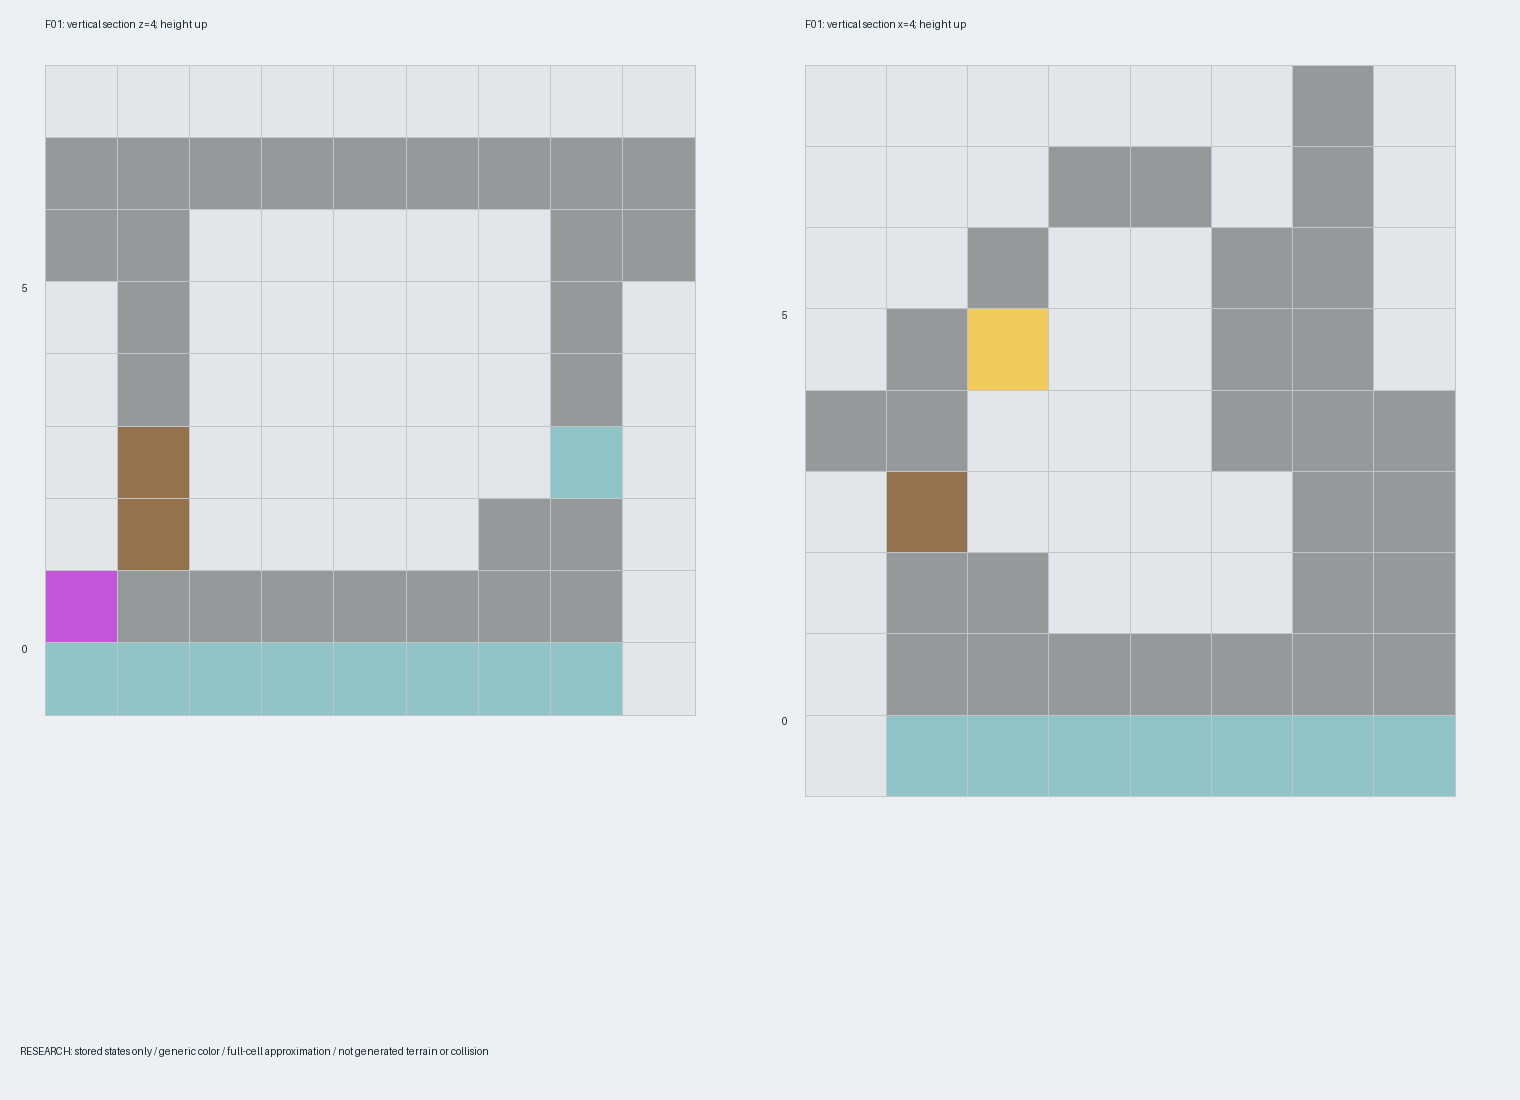 F01: vertical section z=4; height up
F01: vertical section x=4; height up
5
5
0
0
RESEARCH: stored states only / generic color / full-cell approximation / not generated terrain or collision